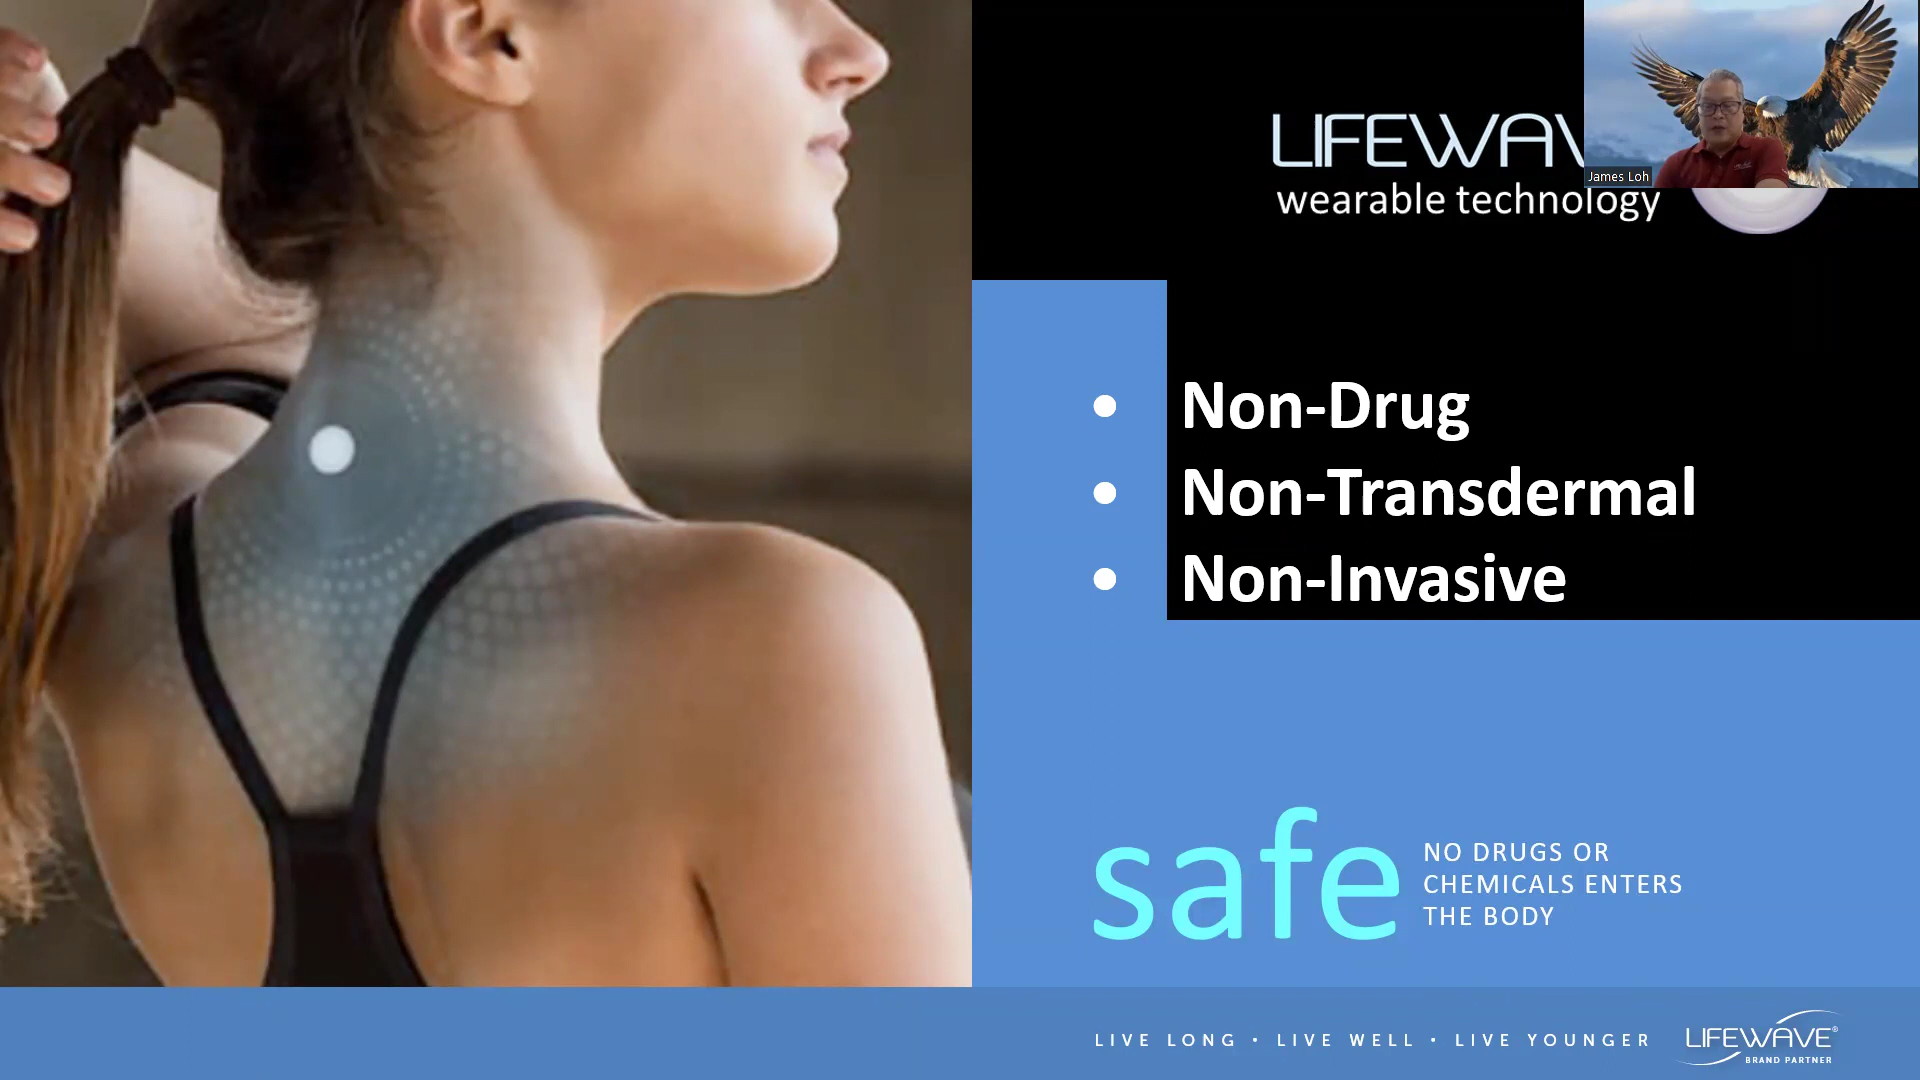 LIFEWAV
wearable technology
James Loh
• Non-Drug
• Non-Transdermal
• Non-Invasive
safe
NO DRUGS OR
CHEMICALS ENTERS
THE BODY
LIVE LONG • LIVE WELL • LIVE YOUNGER
LIFEWAVE®
BRAND PARTNER